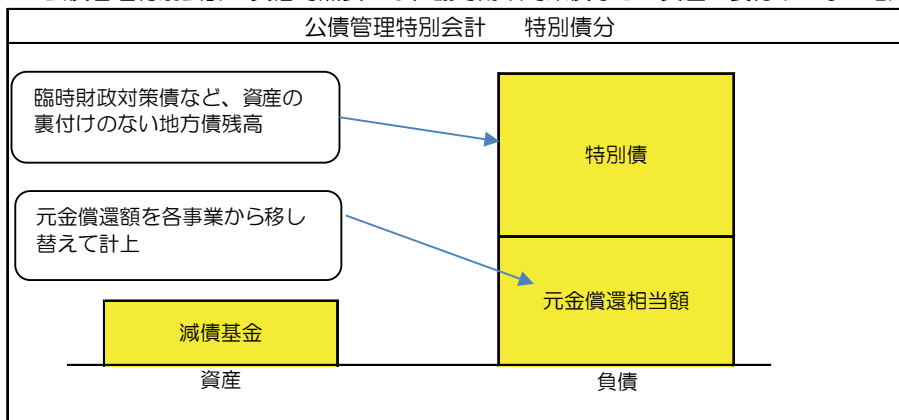 公債管理特別会計 特別債分
臨時財政対策債など、資産の
裏付けのない地方債残高
特別債
元金償還額を各事業から移し
替えて計上
元金償還相当額
減債基金
資産
負債